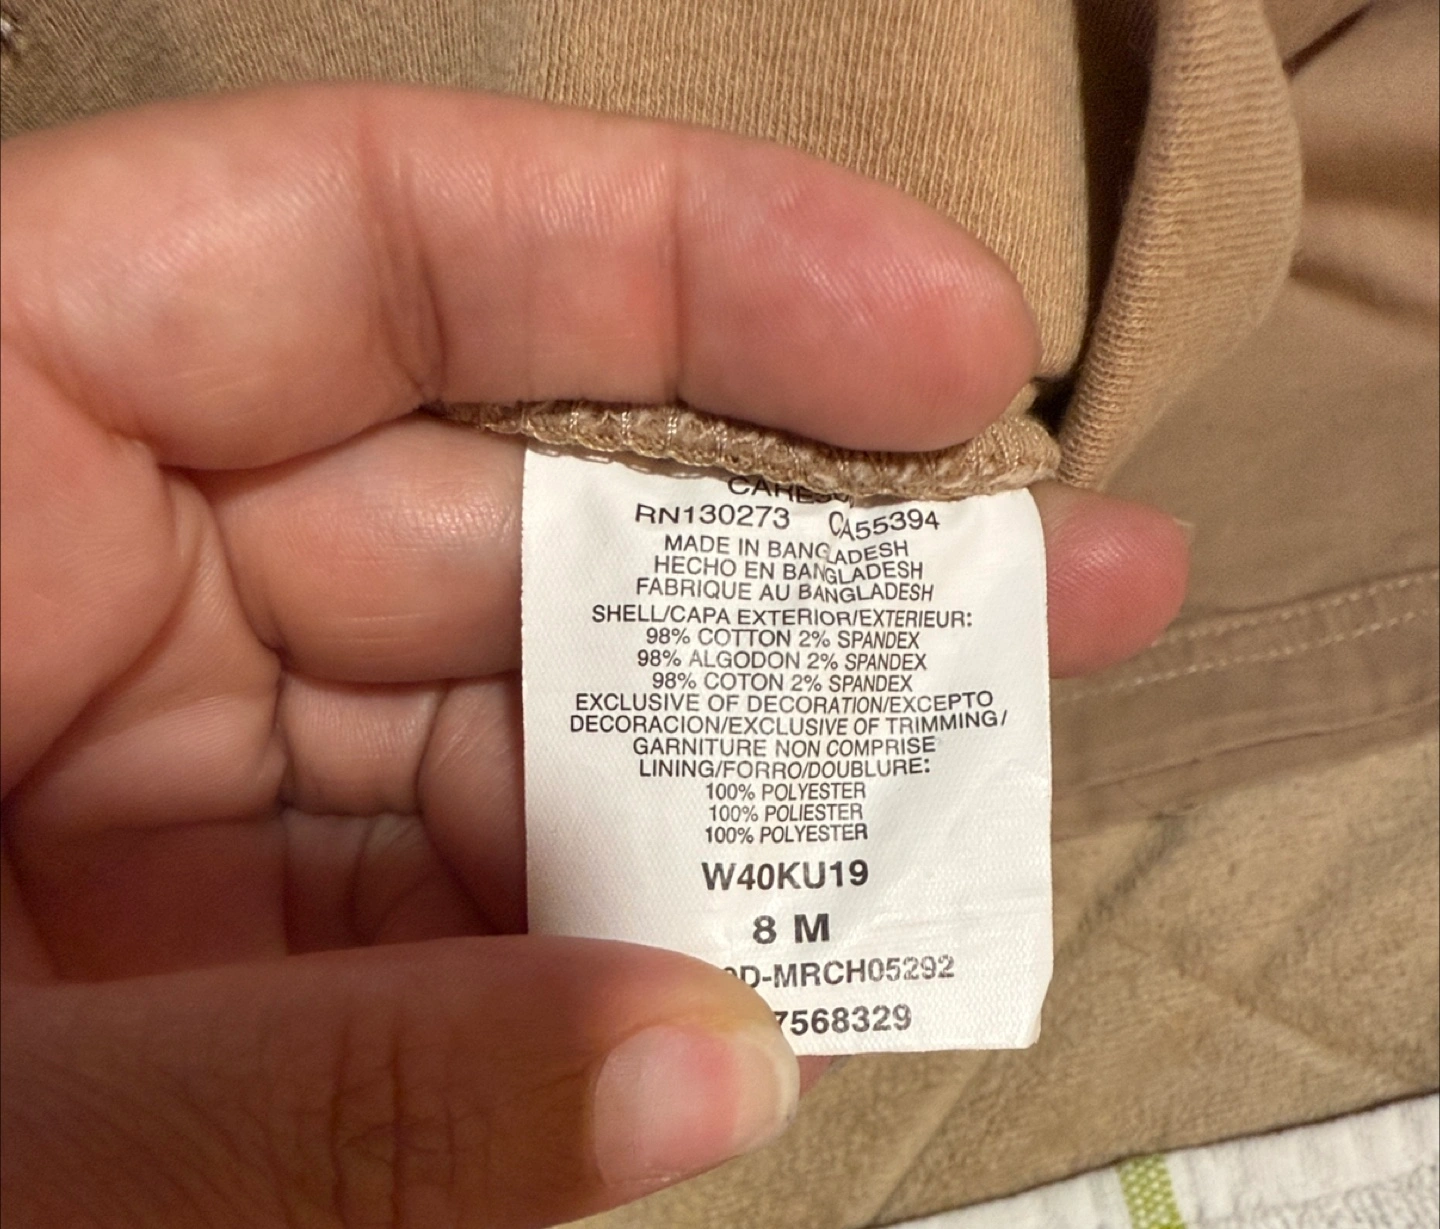 RN130273 CA55394
MADE IN BANGLADESH
HECHO EN BANGLADESH
FABRIQUE AU BANGLADESH
SHELL/CAPA EXTERIOR/EXTERIEUR:
98% COTTON 2% SPANDEX
98% ALGODON 2% SPANDEX
98% COTON 2% SPANDEX
EXCLUSIVE OF DECORATION/EXCEPTO
DECORACION/EXCLUSIVE OF TRIMMING/
GARNITURE NON COMPRISE
LINING/FORRO/DOUBLURE:
100% POLYESTER
100% POLIESTER
100% POLYESTER
W40KU19
8 M
D-MRCH05292
7568329